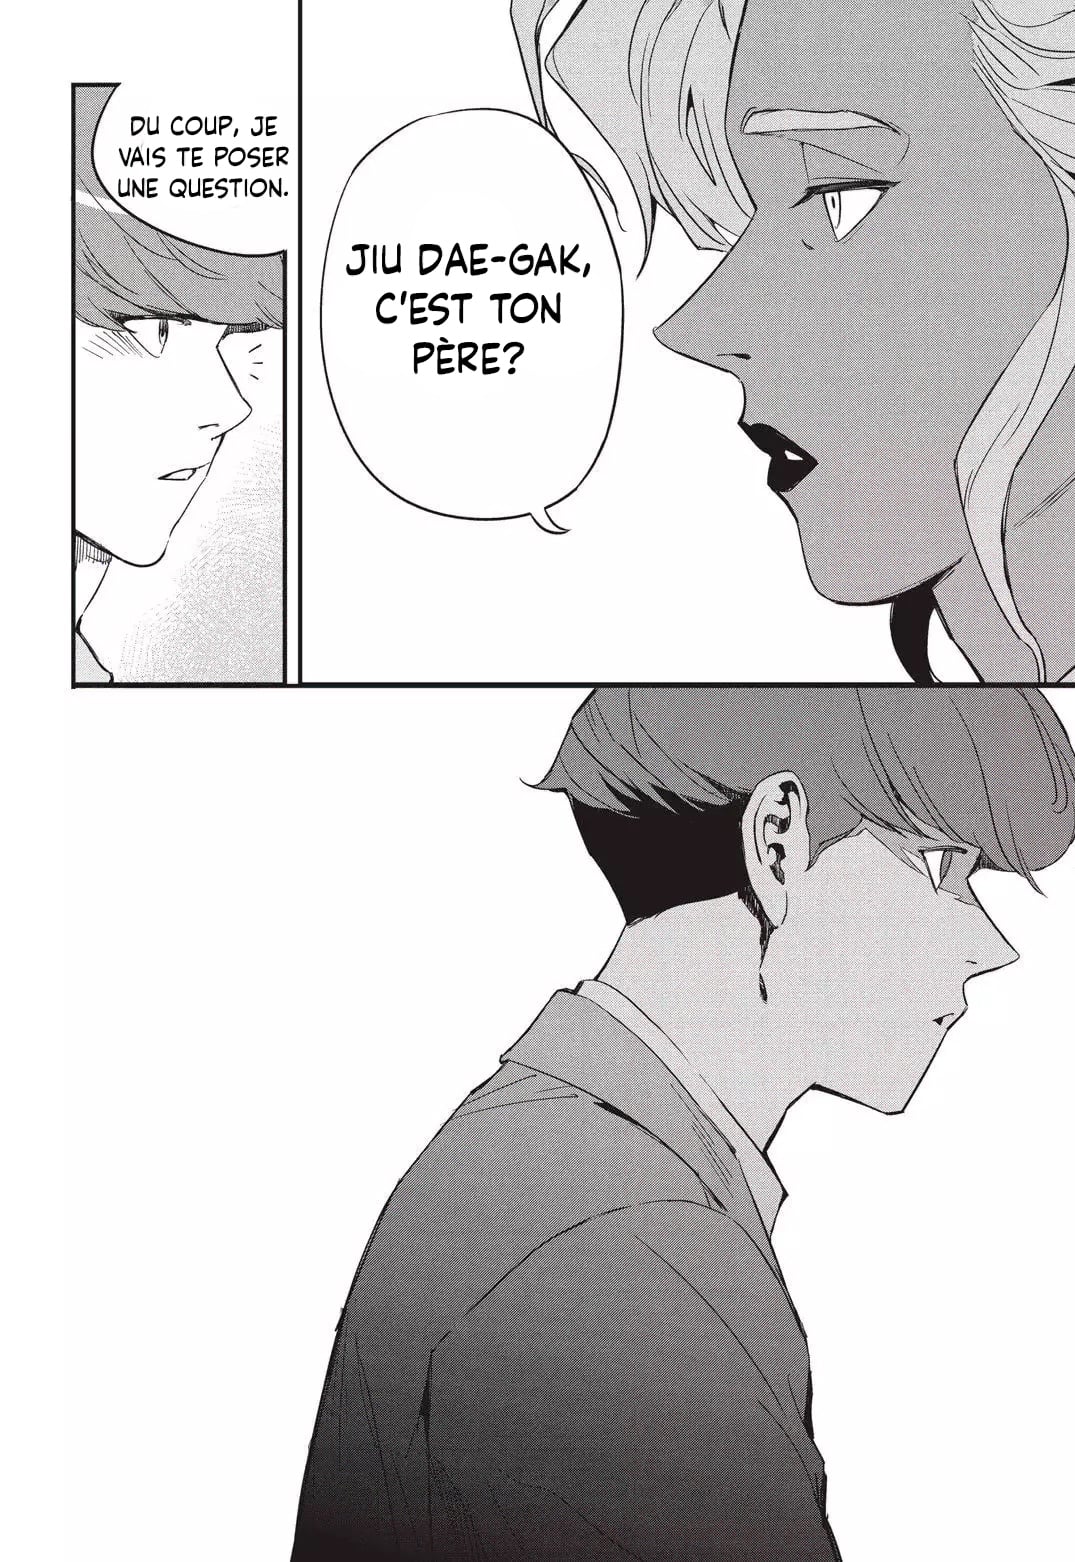 DU COUP, JE
VAIS TE POSER
UNE QUESTION.
JIU DAE-GAK,
C'EST TON
PÈRE?